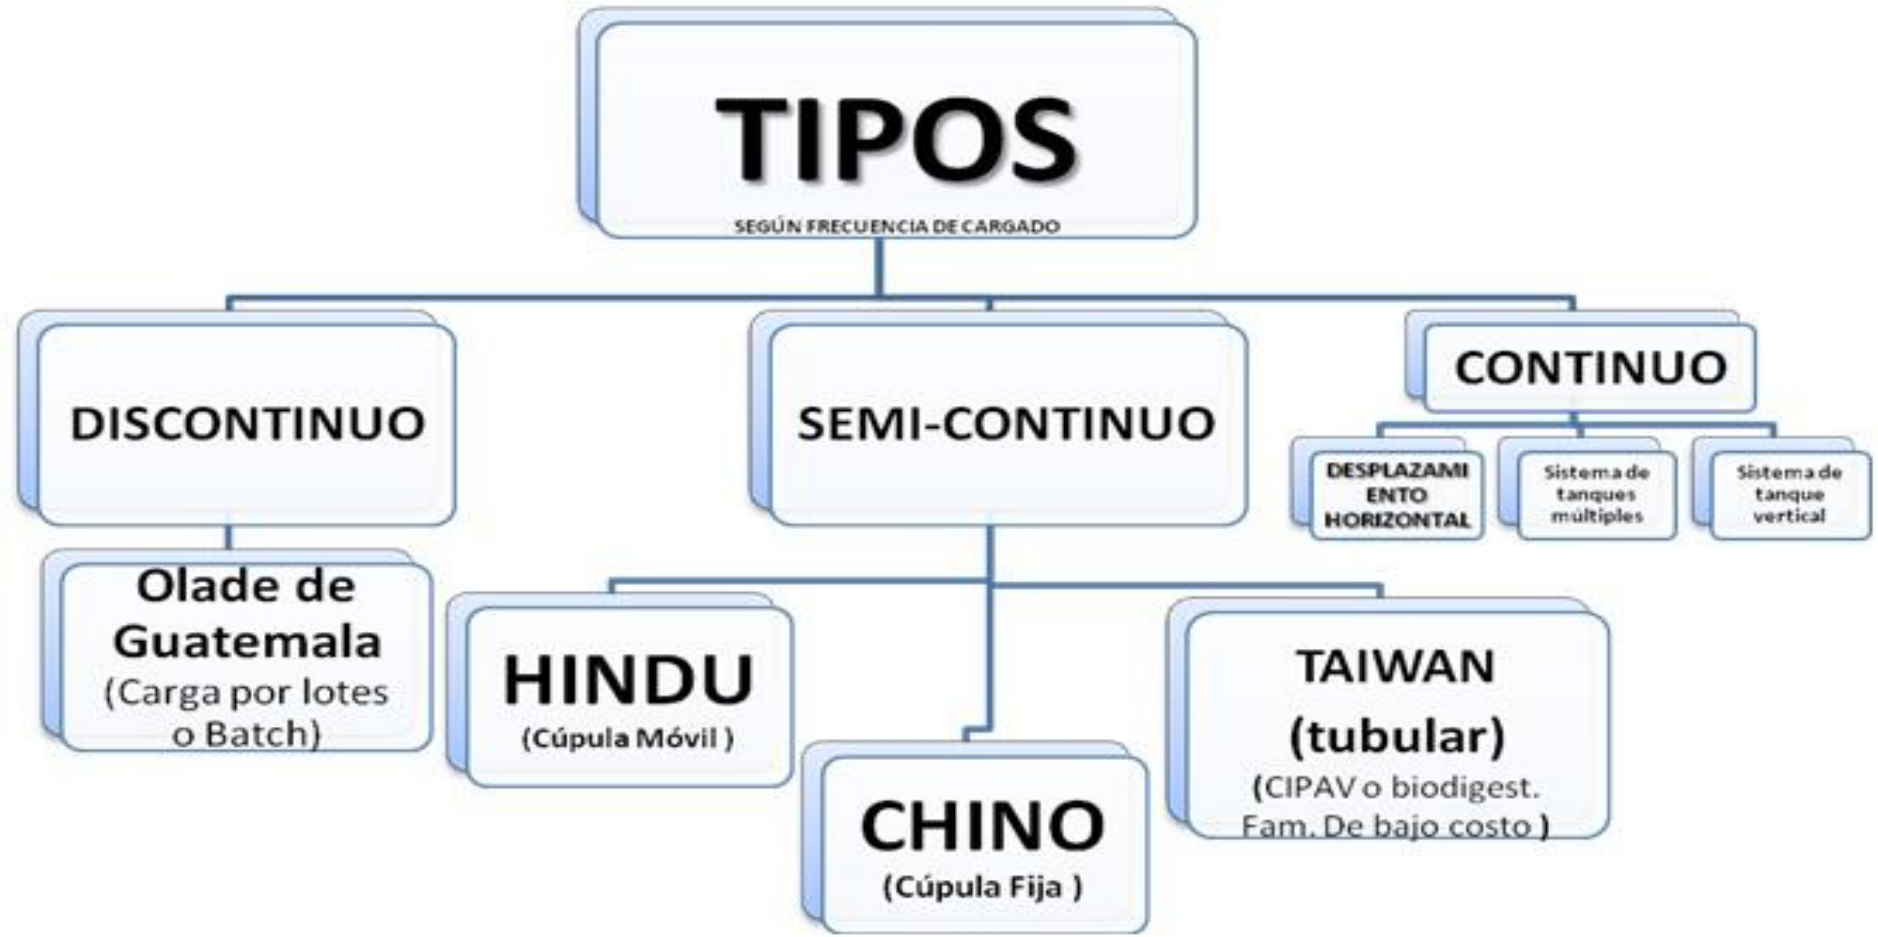 TIPOS
SEGÚN FRECUENCIA DE CARGADO
DISCONTINUO
SEMI-CONTINUO
CONTINUO
DESPLAZAMI
ENTO
HORIZONTAL
Sistema de
tanques
múltiples
Sistema de
tanque
vertical
Olade de
Guatemala
(Carga por lotes
o Batch)
HINDU
(Cúpula Móvil )
CHINO
(Cúpula Fija )
TAIWAN
(tubular)
(CIPAV o biodigest.
Fam. De bajo costo )